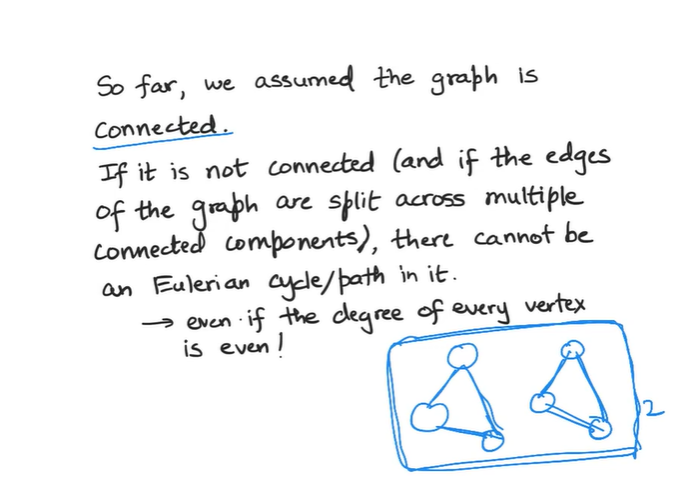 So far, we assumed the graph is
connected.
If it is not connected (and if the edges
of the graph are split across multiple
connected components), there cannot be
an Eulerian cycle/path in it.
→ even if the degree of every vertex
is even!
2